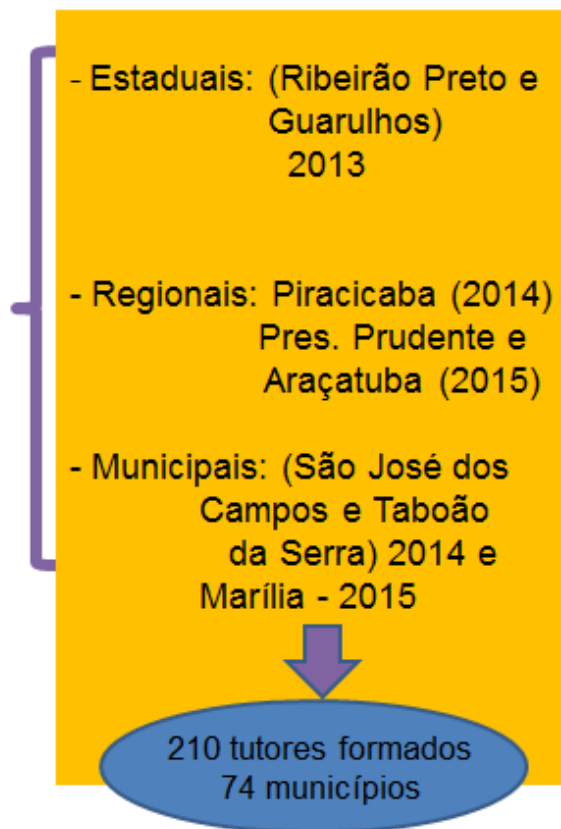 - Estaduais: (Ribeirão Preto e
Guarulhos)
2013
- Regionais: Piracicaba (2014)
Pres. Prudente e
Araçatuba (2015)
- Municipais: (São José dos
Campos e Taboão
da Serra) 2014 e
Marília - 2015
210 tutores formados
74 municípios